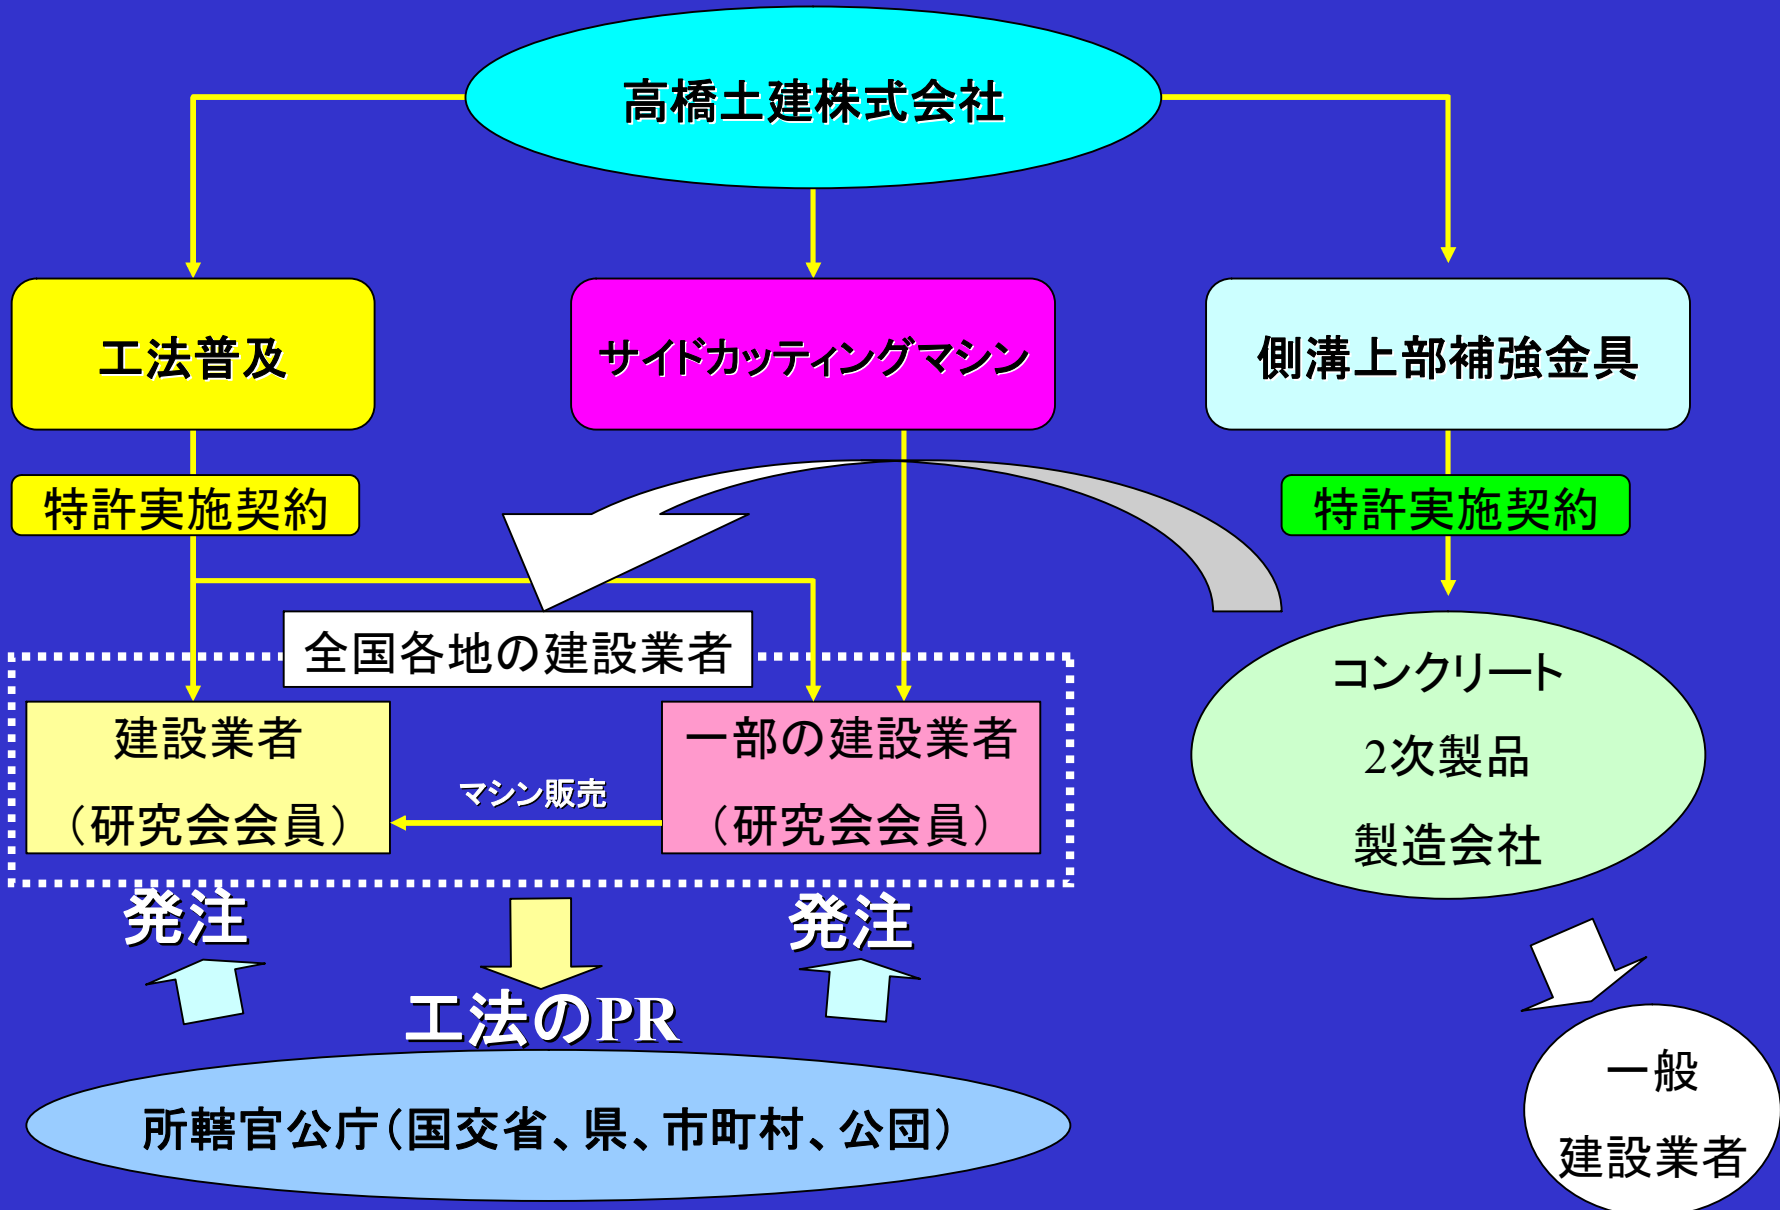 高橋土建株式会社
工法普及
サイドカッティングマシン
側溝上部補強金具
特許実施契約
特許実施契約
全国各地の建設業者
建設業者
（研究会会員）
マシン販売
一部の建設業者
（研究会会員）
コンクリート
2次製品
製造会社
発注
発注
工法のPR
所轄官公庁（国交省、県、市町村、公団）
一般
建設業者